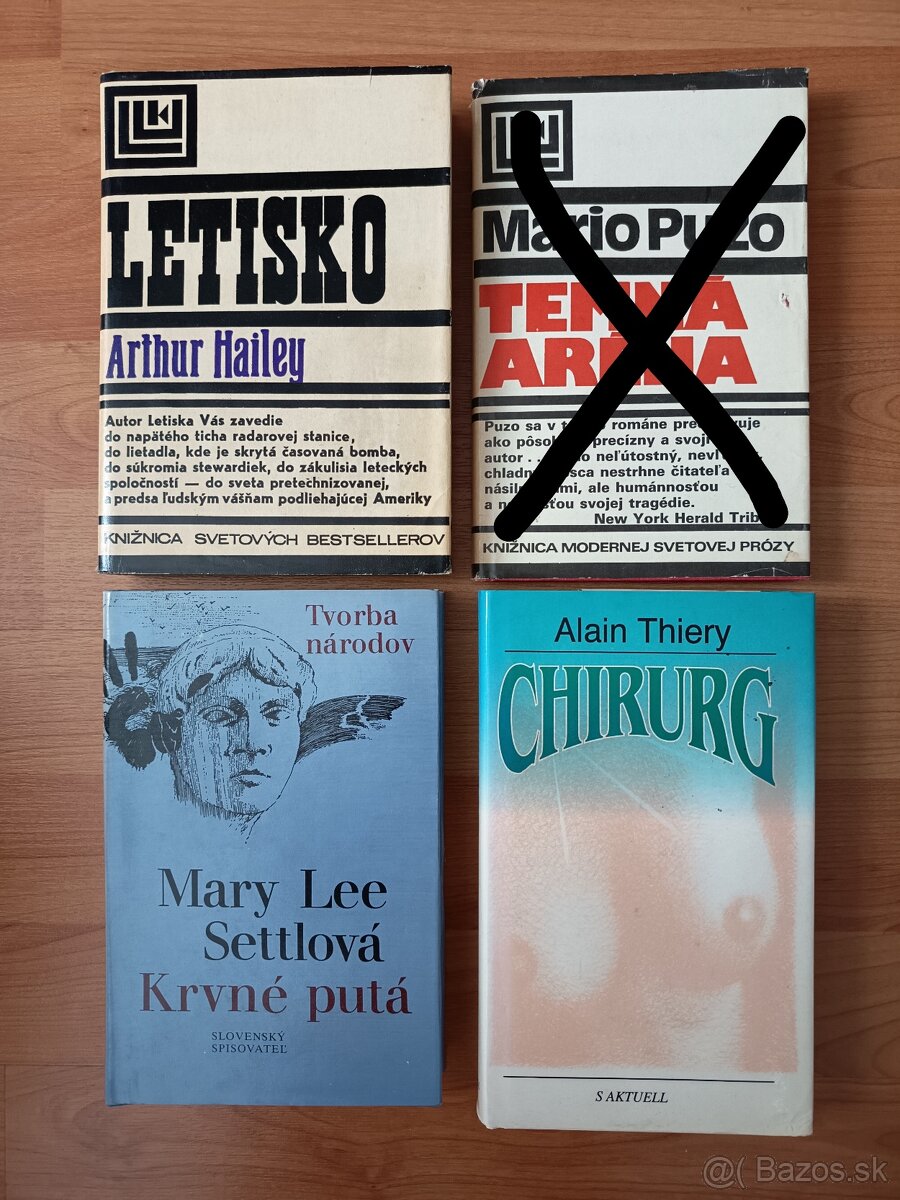 LETISKO
Arthur Hailey
Autor Letiska Vás zavedie
do napätého ticha radarovej stanice,
do lietadla, kde je skrytá časovaná bomba,
do súkromia stewardiek, do zákulisia leteckých
spoločností — do sveta pretechnizovanej,
a predsa ľudským vášňam podliehajúcej Ameriky
KNIŽNICA SVETOVÝCH BESTSELLEROV
Mario Puzo
TEMNÁ
ARÉNA
Puzo sa v románe
ako precízny a svoji
autor . . neľútostný,
nestrhne čitateľa
ale humánnosťou
a svojej tragédie.
New York Herald Trib
KNIŽNICA MODERNEJ SVETOVEJ PRÓZY
Tvorba
národov
Mary Lee
Settlová
Krvné putá
SLOVENSKÝ
SPISOVATEĽ
Alain Thiery
CHIRURG
S AKTUELL
@( Bazos.sk